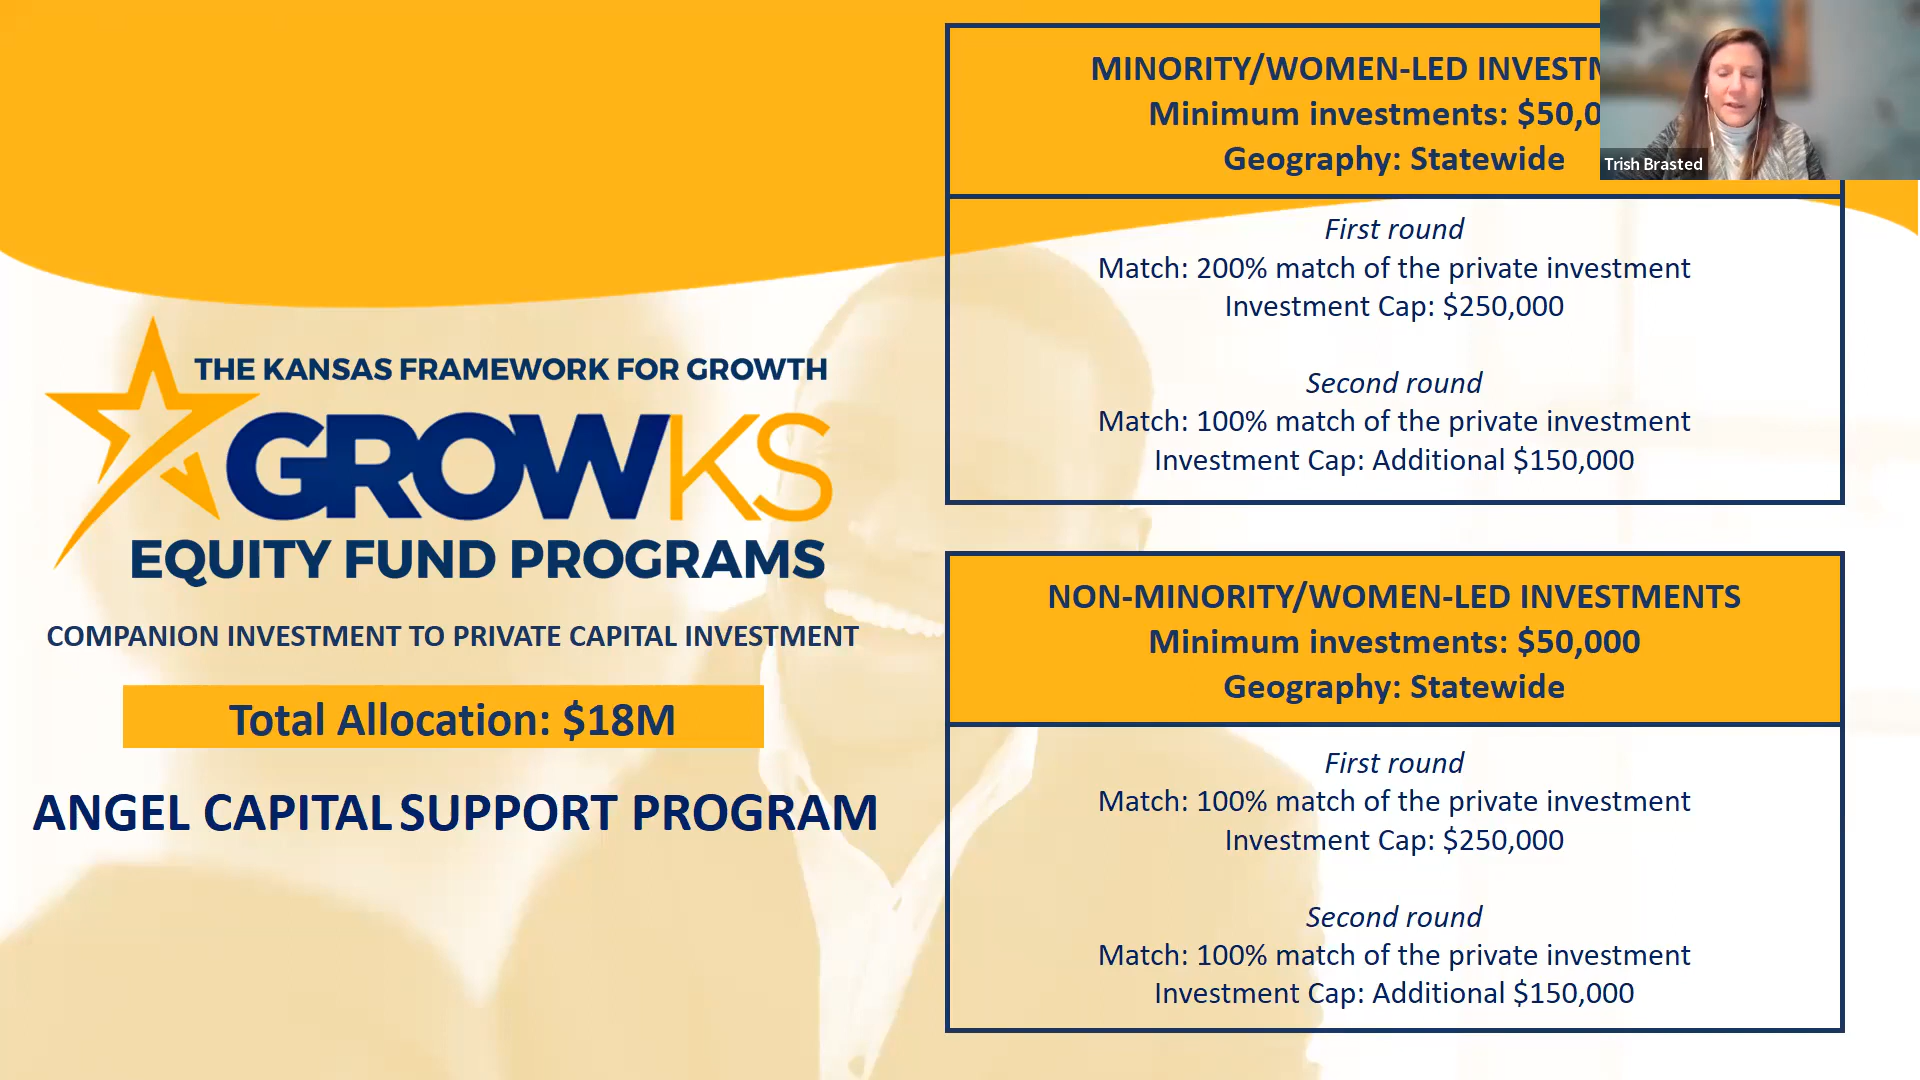 THE KANSAS FRAMEWORK FOR GROWTH
GROWKS
EQUITY FUND PROGRAMS
COMPANION INVESTMENT TO PRIVATE CAPITAL INVESTMENT
Total Allocation: $18M
ANGEL CAPITAL SUPPORT PROGRAM
MINORITY/WOMEN-LED
Minimum investments:
Geography: Statewide
First round
Match: 200% match of the private investment
Investment Cap: $250,000
Second round
Match: 100% match of the private investment
Investment Cap: Additional $150,000
NON-MINORITY/WOMEN-LED INVESTMENTS
Minimum investments: $50,000
Geography: Statewide
First round
Match: 100% match of the private investment
Investment Cap: $250,000
Second round
Match: 100% match of the private investment
Investment Cap: Additional $150,000
Trish Brasted